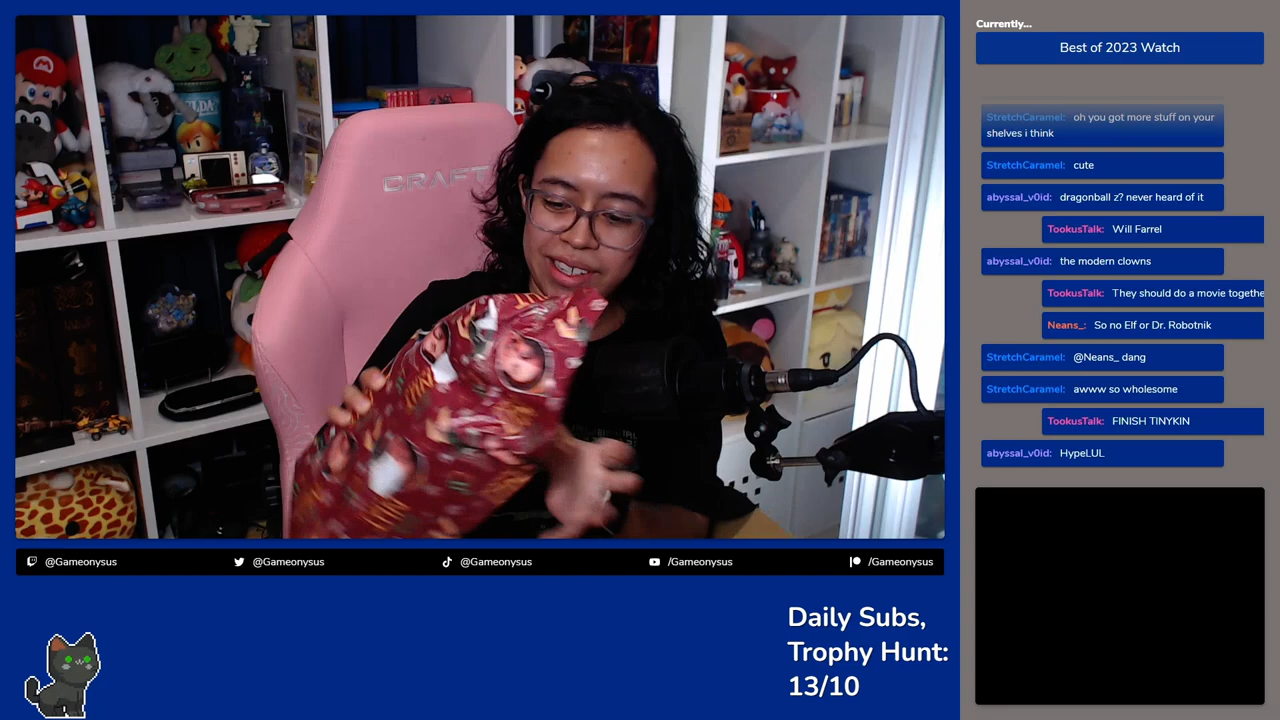 Currently...
Best of 2023 Watch
StretchCaramel: oh you got more stuff on your
shelves i think
StretchCaramel: cute
abyssal_v0id: dragonball z? never heard of it
TookusTalk: Will Farrel
abyssal_v0id: the modern clowns
TookusTalk: They should do a movie togethe
Neans_: So no Elf or Dr. Robotnik
StretchCaramel: @Neans_ dang
StretchCaramel: awww so wholesome
TookusTalk: FINISH TINYKIN
abyssal_v0id: HypeLUL
ZELDA
CRAFT
@Gameonysus
@Gameonysus
@Gameonysus
/Gameonysus
/Gameonysus
Daily Subs,
Trophy Hunt:
13/10